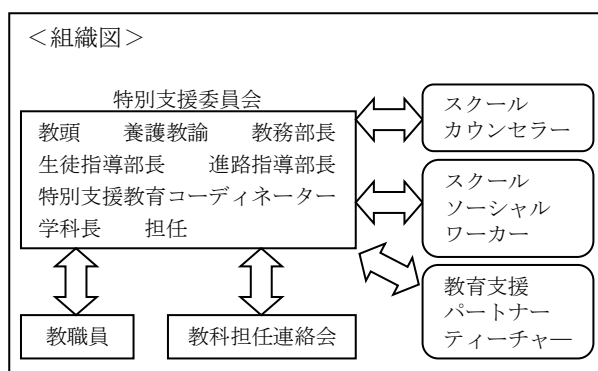 ＜組織図＞
特別支援委員会
教頭　養護教諭　教務部長
生徒指導部長　進路指導部長
特別支援教育コーディネーター
学科長　担任
スクール
カウンセラー
スクール
ソーシャル
ワーカー
教育支援
パートナー
ティーチャ―
教職員
教科担任連絡会